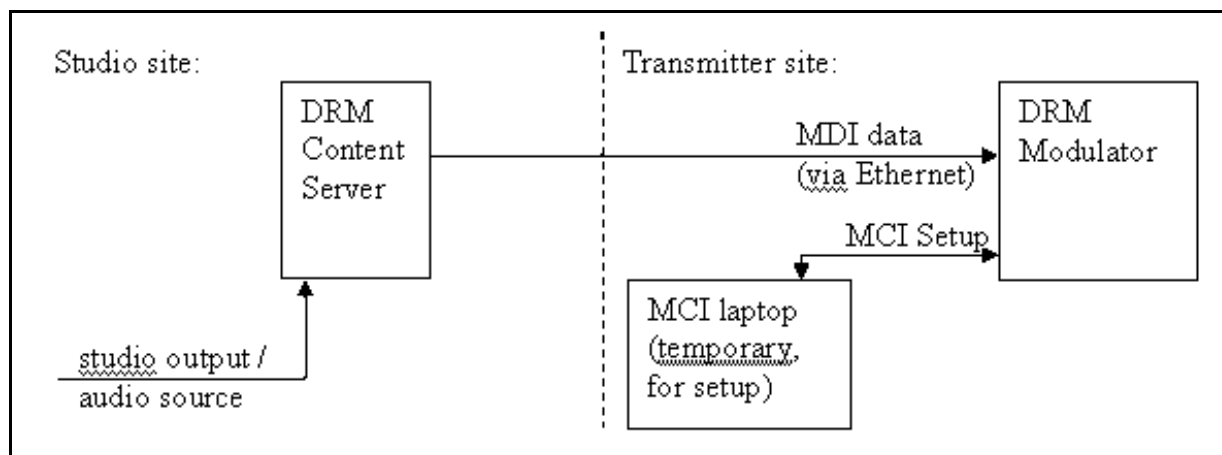 Studio site:
DRM
Content
Server
studio output /
audio source
Transmitter site:
MDI data
(via Ethernet)
DRM
Modulator
MCI Setup
MCI laptop
(temporary,
for setup)